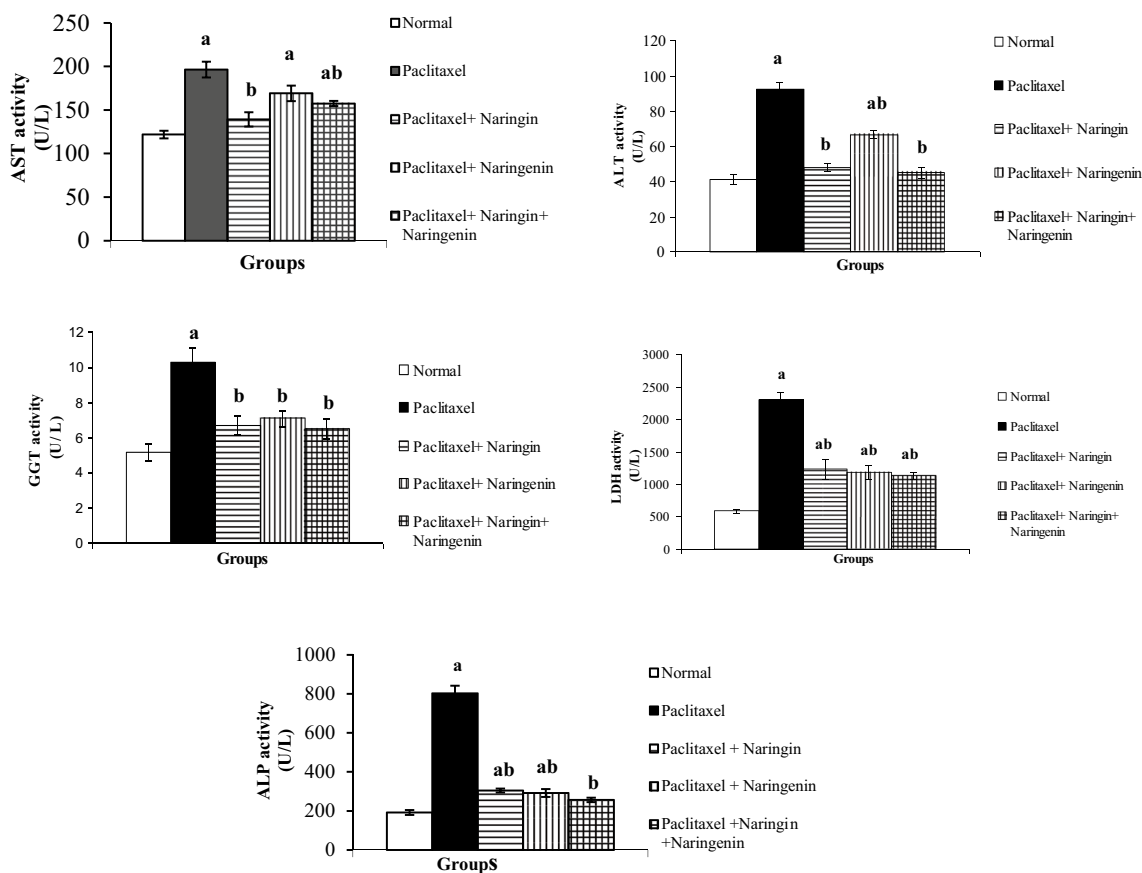 250
200
150
100
50
0
AST activity
(U/L)
a
b
a
ab
Groups
Normal
Paclitaxel
Paclitaxel+ Naringin
Paclitaxel+ Naringenin
Paclitaxel+ Naringin+
Naringenin
120
100
80
60
40
20
0
ALT activity
(U/L)
a
b
ab
b
Groups
Normal
Paclitaxel
Paclitaxel+ Naringin
Paclitaxel+ Naringenin
Paclitaxel+ Naringin+
Naringenin
12
10
8
6
4
2
0
GGT activity
(U/ L)
a
b
b
b
Groups
Normal
Paclitaxel
Paclitaxel+ Naringin
Paclitaxel+ Naringenin
Paclitaxel+ Naringin+
Naringenin
3000
2500
2000
1500
1000
500
0
LDH activity
(U/L)
a
ab
ab
ab
Groups
Normal
Paclitaxel
Paclitaxel+ Naringin
Paclitaxel+ Naringenin
Paclitaxel+ Naringin+
Naringenin
1000
800
600
400
200
0
ALP activity
(U/L)
a
ab
ab
b
Groups
Normal
Paclitaxel
Paclitaxel + Naringin
Paclitaxel + Naringenin
Paclitaxel +Naringin
+Naringenin